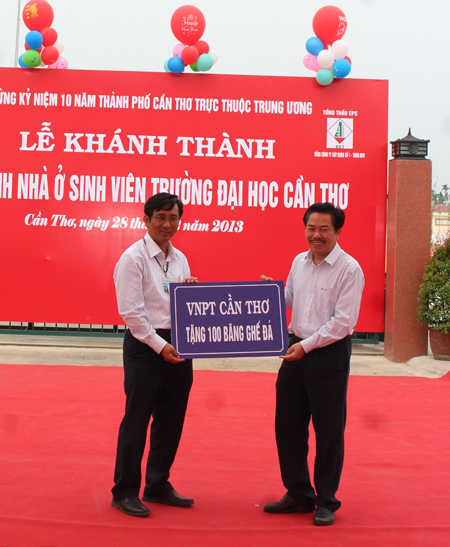 ỪNG KỶ NIỆM 10 NĂM THÀNH PHỐ CẦN THƠ TRỰC THUỘC TRUNG ƯƠNG
TỔNG THẦU EPC
LỄ KHÁNH THÀNH
NH NHÀ Ở SINH VIÊN TRƯỜNG ĐẠI HỌC CẦN THƠ
Cần Thơ, ngày 28 thá năm 2013
VNPT CẦN THƠ
TẶNG 100 BĂNG GHẾ ĐÁ